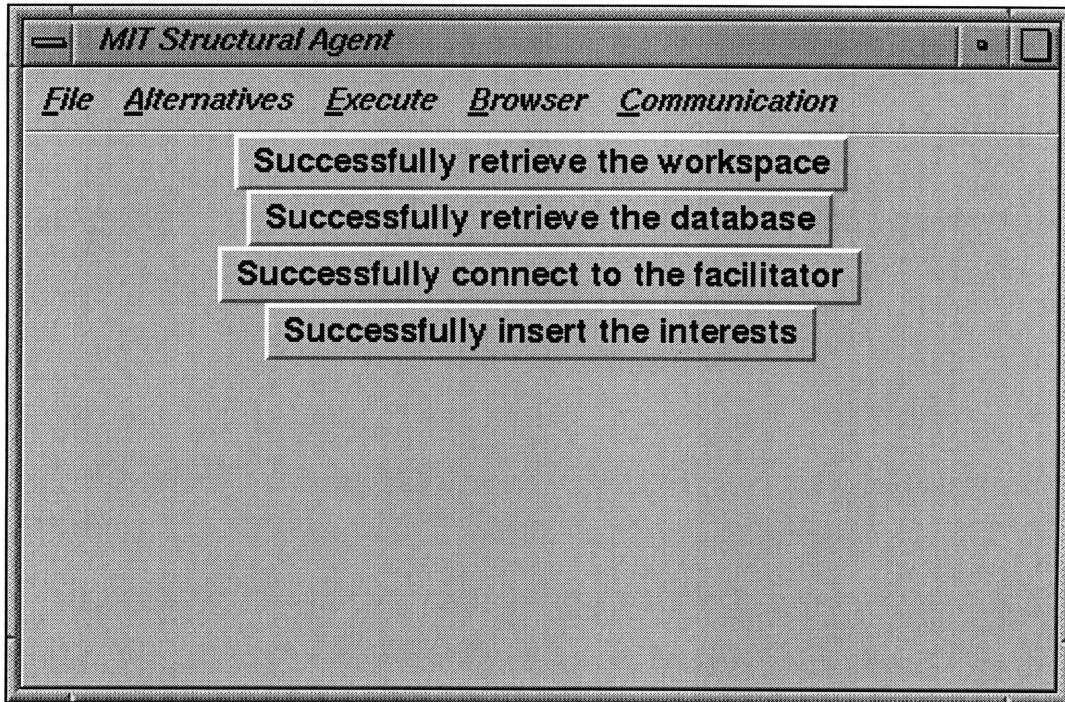 MIT Structural Agent
File Alternatives Execute Browser Communication
Successfully retrieve the workspace
Successfully retrieve the database
Successfully connect to the facilitator
Successfully insert the interests